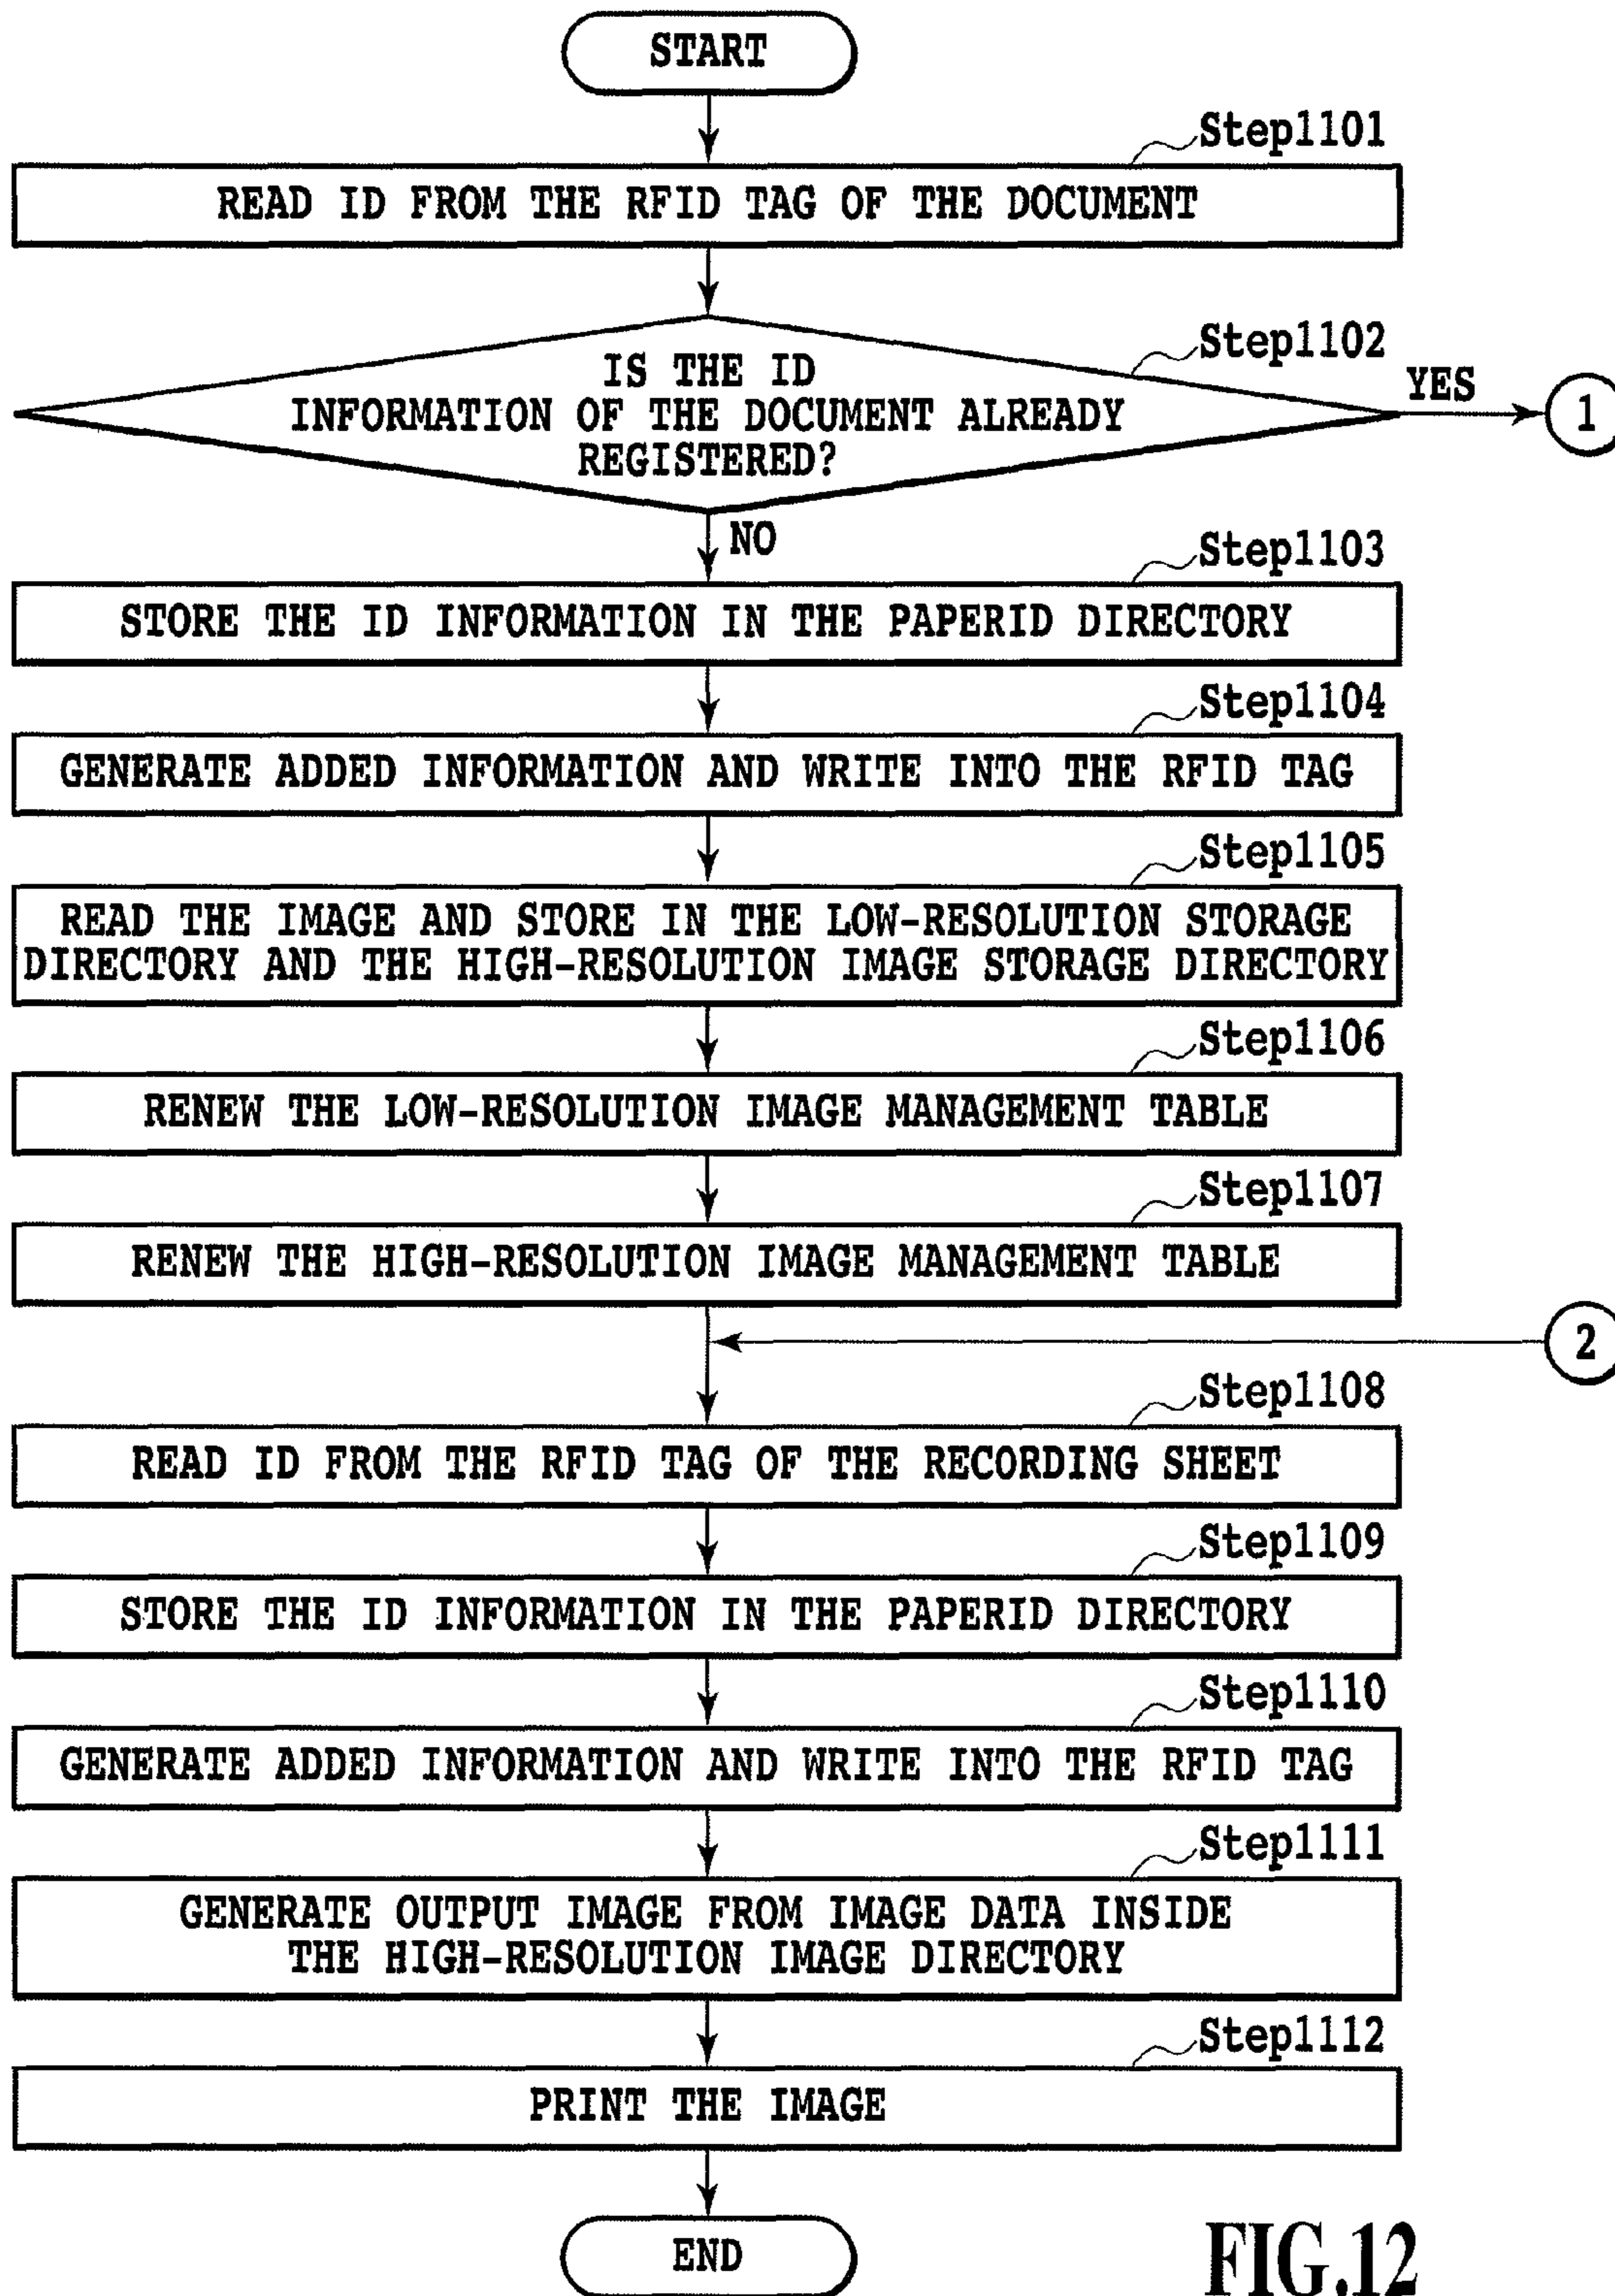 START
Step1101
READ ID FROM THE RFID TAG OF THE DOCUMENT
Step1102
IS THE ID
INFORMATION OF THE DOCUMENT ALREADY
REGISTERED?
YES
1
NO
Step1103
STORE THE ID INFORMATION IN THE PAPERID DIRECTORY
Step1104
GENERATE ADDED INFORMATION AND WRITE INTO THE RFID TAG
Step1105
READ THE IMAGE AND STORE IN THE LOW-RESOLUTION STORAGE
DIRECTORY AND THE HIGH-RESOLUTION IMAGE STORAGE DIRECTORY
Step1106
RENEW THE LOW-RESOLUTION IMAGE MANAGEMENT TABLE
Step1107
RENEW THE HIGH-RESOLUTION IMAGE MANAGEMENT TABLE
2
Step1108
READ ID FROM THE RFID TAG OF THE RECORDING SHEET
Step1109
STORE THE ID INFORMATION IN THE PAPERID DIRECTORY
Step1110
GENERATE ADDED INFORMATION AND WRITE INTO THE RFID TAG
Step1111
GENERATE OUTPUT IMAGE FROM IMAGE DATA INSIDE
THE HIGH-RESOLUTION IMAGE DIRECTORY
Step1112
PRINT THE IMAGE
END
FIG.12